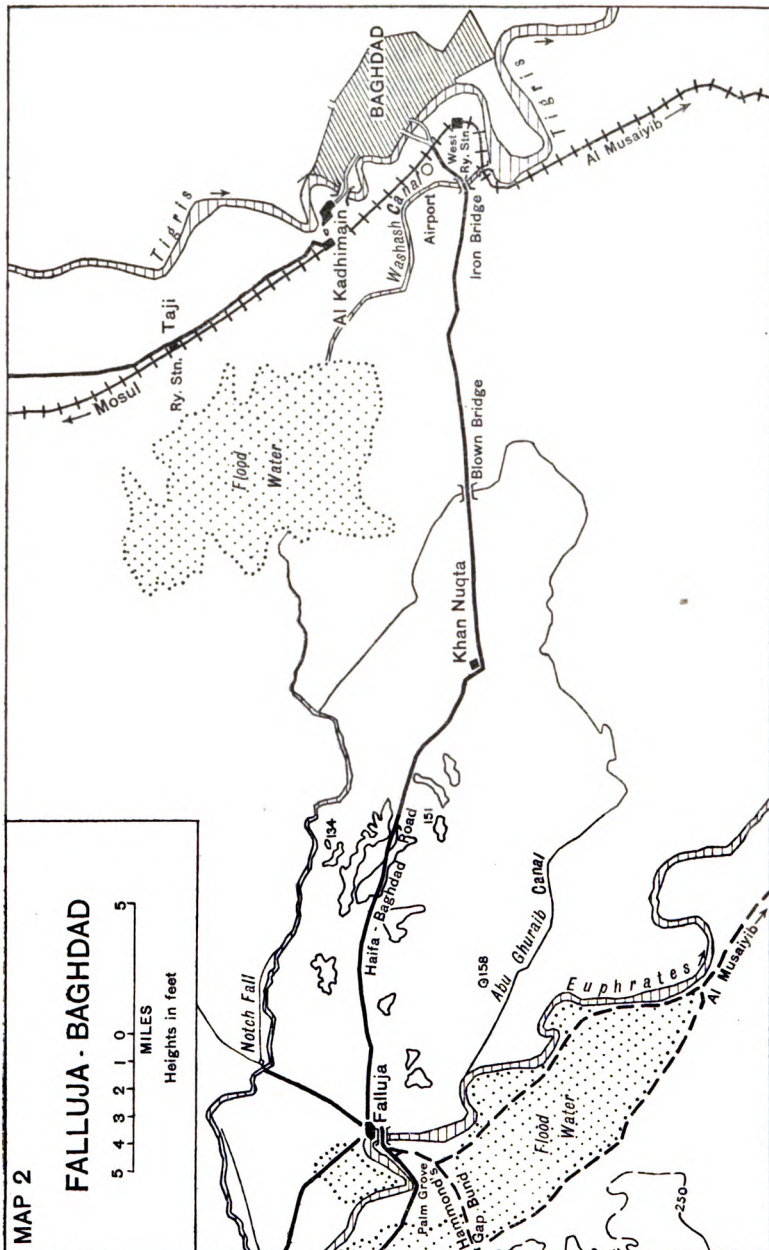 MAP 2
FALLUJA - BAGHDAD
5 4 3 2 1 0 5
MILES
Heights in feet
Notch Fall
Flood
Water
← Mosul
Ry. Stn.
Taji
Tigris
Al Kadhimain
BAGHDAD
Washash Canal
Airport
West
Ry. Stn.
Iron Bridge
Tigris
Al Musaiyib
Blown Bridge
Khan Nuqta
134
Haifa - Baghdad Road
151
Abu Ghuraib Canal
158
Euphrates
Al Musaiyib
Falluja
Palm Grove
Hammond's
Gap Bund
Flood
Water
250